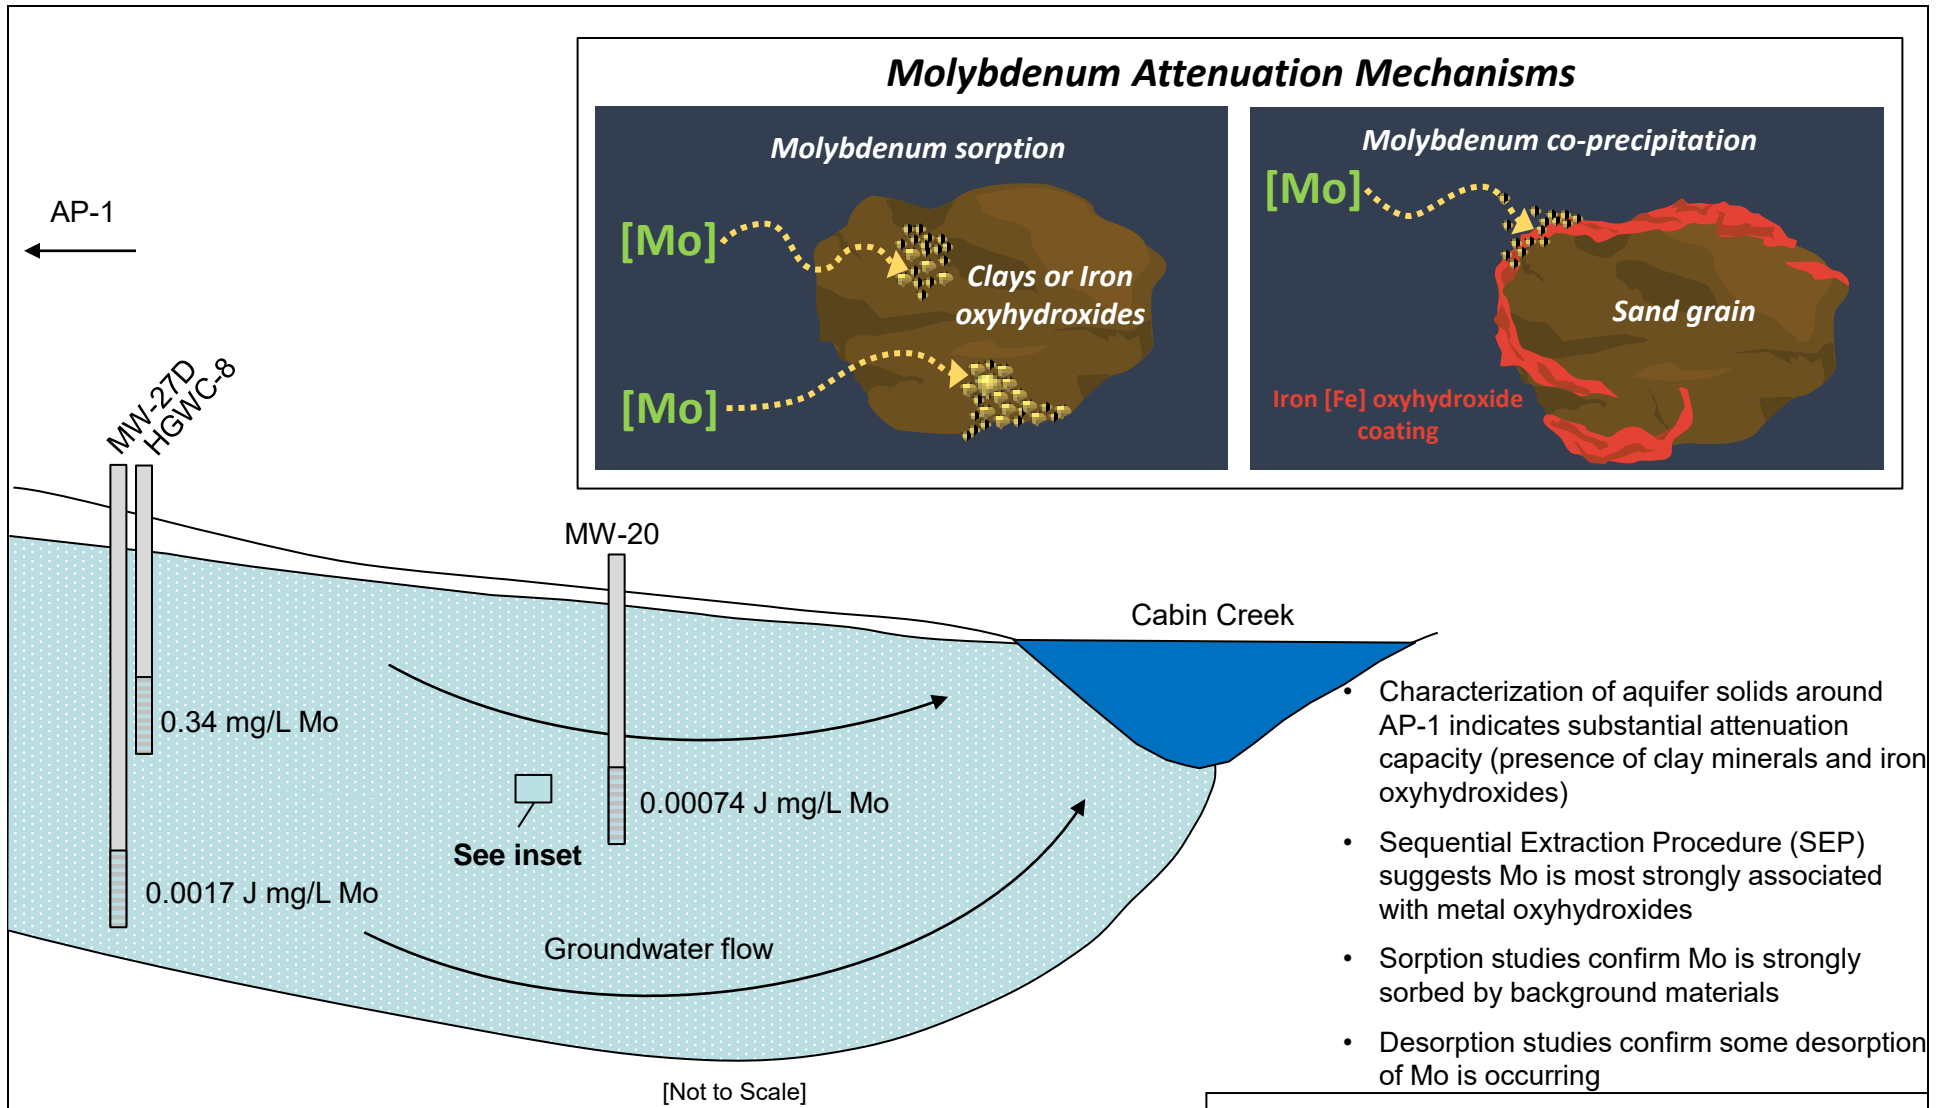 Molybdenum Attenuation Mechanisms
Molybdenum sorption
[Mo]
Clays or Iron
oxyhydroxides
[Mo]
Molybdenum co-precipitation
[Mo]
Sand grain
Iron [Fe] oxyhydroxide
coating
AP-1
MW-27D
HGWC-8
MW-20
Cabin Creek
0.34 mg/L Mo
0.00074 J mg/L Mo
See inset
0.0017 J mg/L Mo
Groundwater flow
[Not to Scale]
• Characterization of aquifer solids around
AP-1 indicates substantial attenuation
capacity (presence of clay minerals and iron
oxyhydroxides)
• Sequential Extraction Procedure (SEP)
suggests Mo is most strongly associated
with metal oxyhydroxides
• Sorption studies confirm Mo is strongly
sorbed by background materials
• Desorption studies confirm some desorption
of Mo is occurring